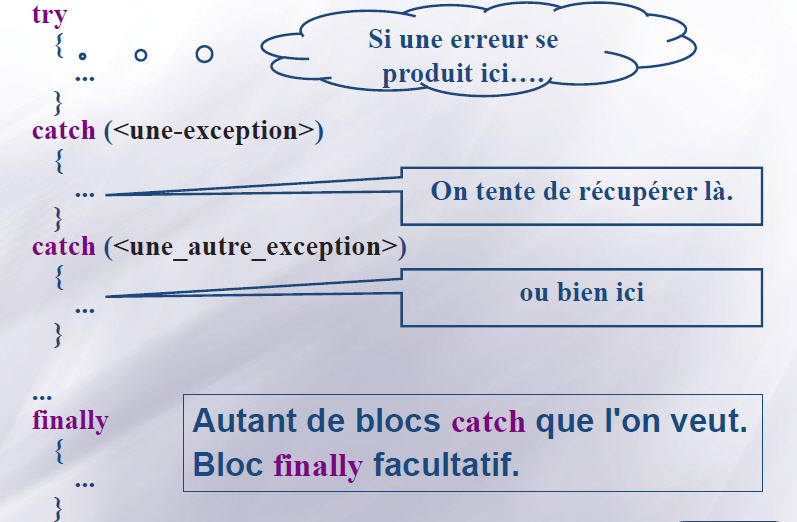 try
{
...
Si une erreur se
produit ici….
}
catch (<une-exception>)
{
...
On tente de récupérer là.
}
catch (<une_autre_exception>)
{
...
ou bien ici
}
...
finally
{
...
}
Autant de blocs catch que l'on veut.
Bloc finally facultatif.